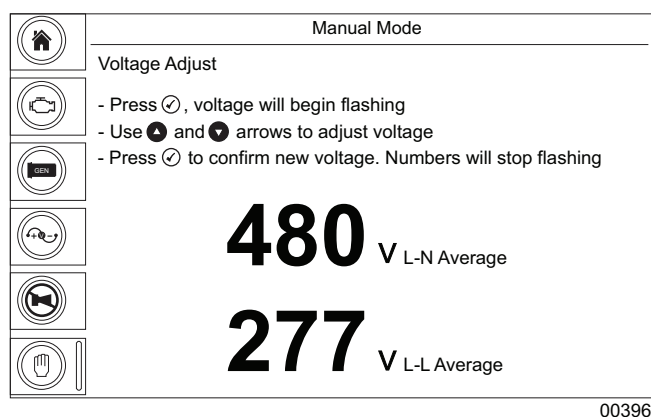 Manual Mode
Voltage Adjust
- Press ✓, voltage will begin flashing
- Use ▲ and ▼ arrows to adjust voltage
- Press ✓ to confirm new voltage. Numbers will stop flashing
GEN
480 V L-N Average
277 V L-L Average
00396